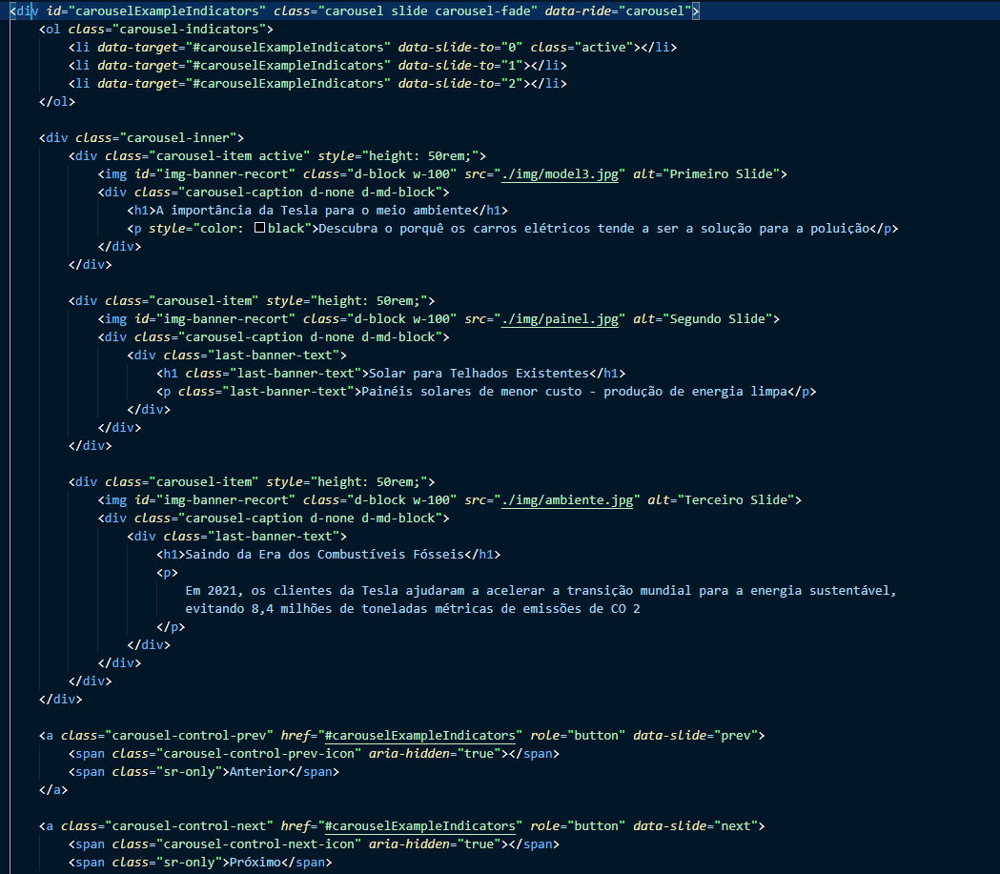 <div id="carouselExampleIndicators" class="carousel slide carousel-fade" data-ride="carousel">
<ol class="carousel-indicators">
<li data-target="#carouselExampleIndicators" data-slide-to="0" class="active"></li>
<li data-target="#carouselExampleIndicators" data-slide-to="1"></li>
<li data-target="#carouselExampleIndicators" data-slide-to="2"></li>
</ol>
<div class="carousel-inner">
<div class="carousel-item active" style="height: 50rem;">
<img id="img-banner-recort" class="d-block w-100" src="./img/model3.jpg" alt="Primeiro Slide">
<div class="carousel-caption d-none d-md-block">
<h1>A importância da Tesla para o meio ambiente</h1>
<p style="color: black">Descubra o porquê os carros elétricos tende a ser a solução para a poluição</p>
</div>
</div>
<div class="carousel-item" style="height: 50rem;">
<img id="img-banner-recort" class="d-block w-100" src="./img/painel.jpg" alt="Segundo Slide">
<div class="carousel-caption d-none d-md-block">
<div class="last-banner-text">
<h1 class="last-banner-text">Solar para Telhados Existentes</h1>
<p class="last-banner-text">Painéis solares de menor custo - produção de energia limpa</p>
</div>
</div>
</div>
<div class="carousel-item" style="height: 50rem;">
<img id="img-banner-recort" class="d-block w-100" src="./img/ambiente.jpg" alt="Terceiro Slide">
<div class="carousel-caption d-none d-md-block">
<div class="last-banner-text">
<h1>Saindo da Era dos Combustíveis Fósseis</h1>
<p>
Em 2021, os clientes da Tesla ajudaram a acelerar a transição mundial para a energia sustentável,
evitando 8,4 milhões de toneladas métricas de emissões de CO 2
</p>
</div>
</div>
</div>
</div>
<a class="carousel-control-prev" href="#carouselExampleIndicators" role="button" data-slide="prev">
<span class="carousel-control-prev-icon" aria-hidden="true"></span>
<span class="sr-only">Anterior</span>
</a>
<a class="carousel-control-next" href="#carouselExampleIndicators" role="button" data-slide="next">
<span class="carousel-control-next-icon" aria-hidden="true"></span>
<span class="sr-only">Próximo</span>